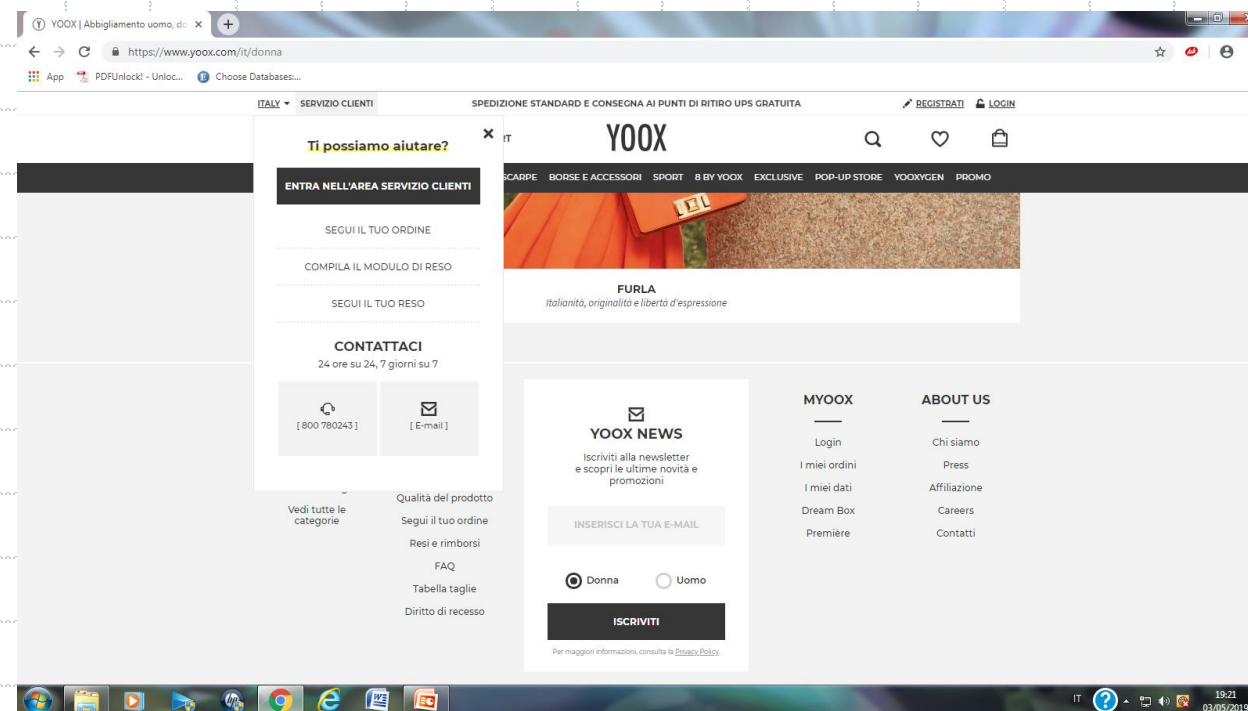 YOOX | Abbigliamento uomo, do
https://www.yoox.com/it/donna
App PDFUnlock! - Unloc... Choose Databases:...
ITALY SERVIZIO CLIENTI SPEDIZIONE STANDARD E CONSEGNA AI PUNTI DI RITIRO UPS GRATUITA REGISTRATI LOGIN
YOOX
Ti possiamo aiutare?
ENTRA NELL'AREA SERVIZIO CLIENTI
SEGUI IL TUO ORDINE
COMPILA IL MODULO DI RESO
SEGUI IL TUO RESO
CONTATTACI
24 ore su 24, 7 giorni su 7
[ 800 780243 ] [ E-mail ]
SCARPE BORSE E ACCESSORI SPORT 8 BY YOOX EXCLUSIVE POP-UP STORE YOOXYGEN PROMO
FURLA
Italianità, originalità e libertà d'espressione
Vedi tutte le
categorie
Qualità del prodotto
Segui il tuo ordine
Resi e rimborsi
FAQ
Tabella taglie
Diritto di recesso
YOOX NEWS
Iscriviti alla newsletter
e scopri le ultime novità e
promozioni
INSERISCI LA TUA E-MAIL
Donna Uomo
ISCRIVITI
Per maggiori informazioni, consulta la Privacy Policy.
MYOOX
Login
I miei ordini
I miei dati
Dream Box
Première
ABOUT US
Chi siamo
Press
Affiliazione
Careers
Contatti
IT 19:21
03/05/2019